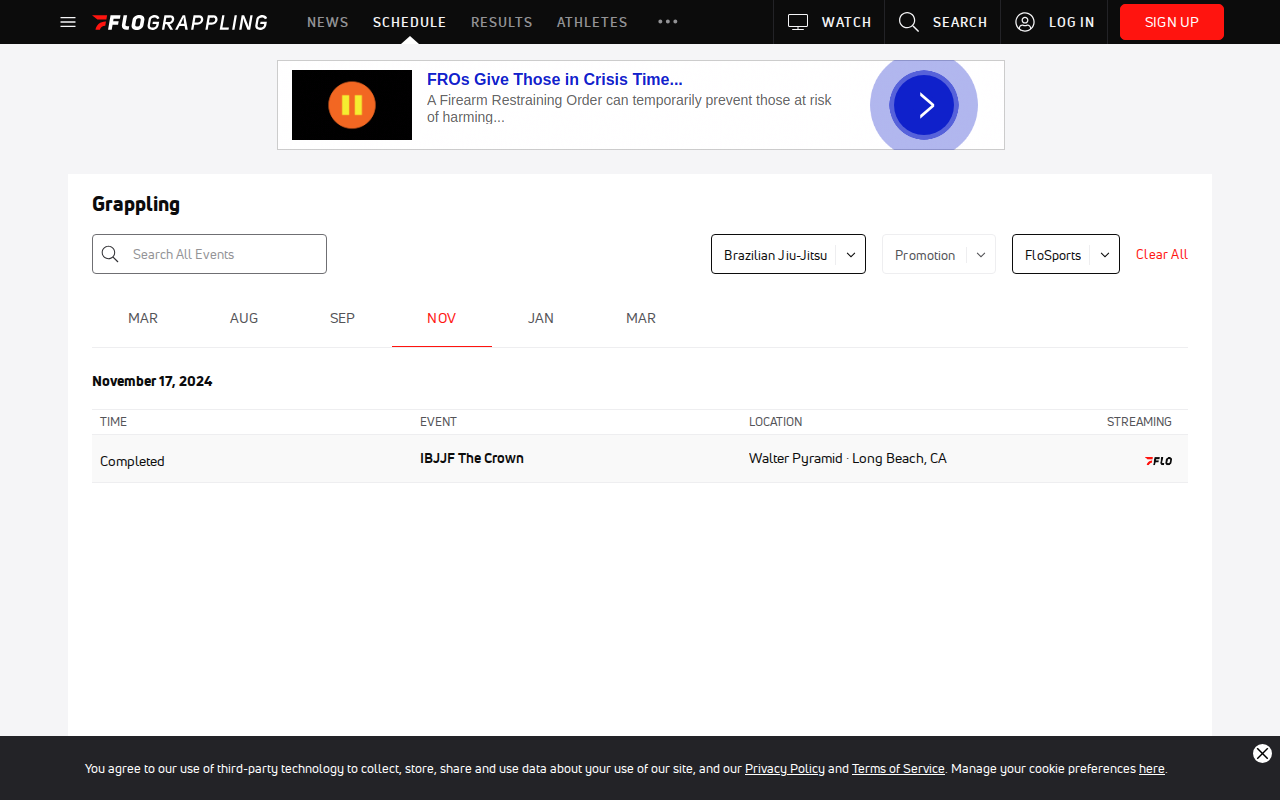 FLOGRAPPLING NEWS SCHEDULE RESULTS ATHLETES ••• WATCH SEARCH LOG IN SIGN UP
FROs Give Those in Crisis Time...
A Firearm Restraining Order can temporarily prevent those at risk
of harming...
Grappling
Search All Events Brazilian Jiu-Jitsu Promotion FloSports Clear All
MAR AUG SEP NOV JAN MAR
November 17, 2024
TIME EVENT LOCATION STREAMING
Completed IBJJF The Crown Walter Pyramid · Long Beach, CA FLO
You agree to our use of third-party technology to collect, store, share and use data about your use of our site, and our Privacy Policy and Terms of Service. Manage your cookie preferences here.